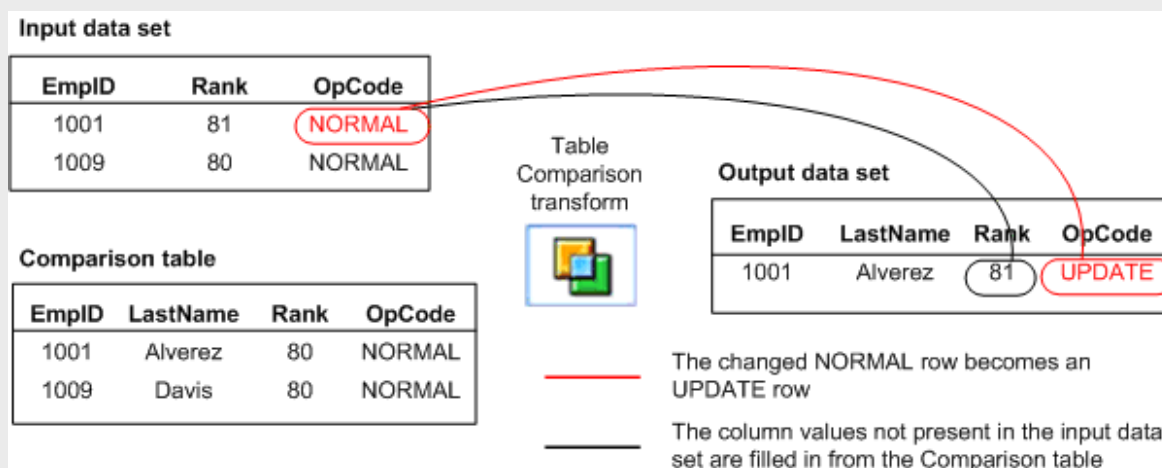 Input data set
EmpID Rank OpCode
1001 81 NORMAL
1009 80 NORMAL
Table
Comparison
transform
Output data set
EmpID LastName Rank OpCode
1001 Alverez 81 UPDATE
Comparison table
EmpID LastName Rank OpCode
1001 Alverez 80 NORMAL
1009 Davis 80 NORMAL
The changed NORMAL row becomes an
UPDATE row
The column values not present in the input data
set are filled in from the Comparison table